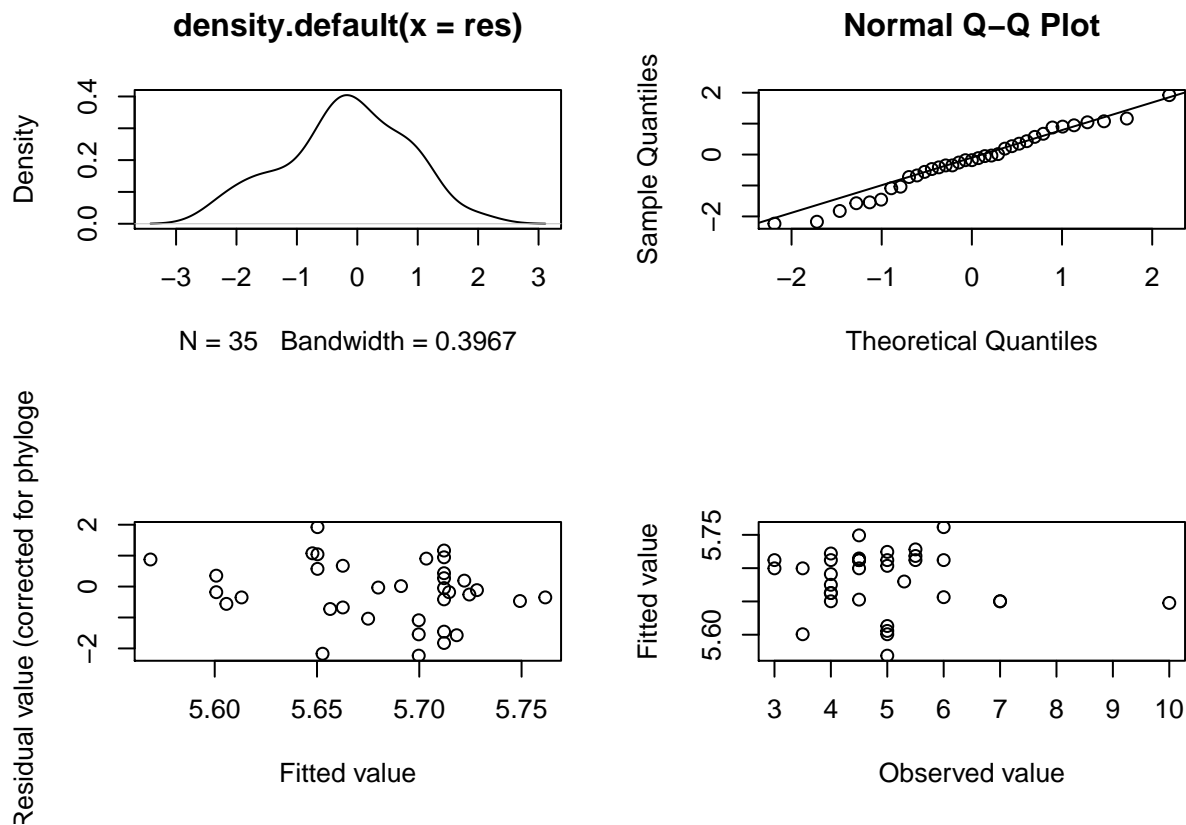 density.default(x = res)
Density
0.0 0.2 0.4
−3 −2 −1 0 1 2 3
N = 35 Bandwidth = 0.3967
Normal Q−Q Plot
Sample Quantiles
−2 0 2
−2 −1 0 1 2
Theoretical Quantiles
Residual value (corrected for phyloge
−2 0 2
5.60 5.65 5.70 5.75
Fitted value
Fitted value
5.60 5.75
3 4 5 6 7 8 9 10
Observed value